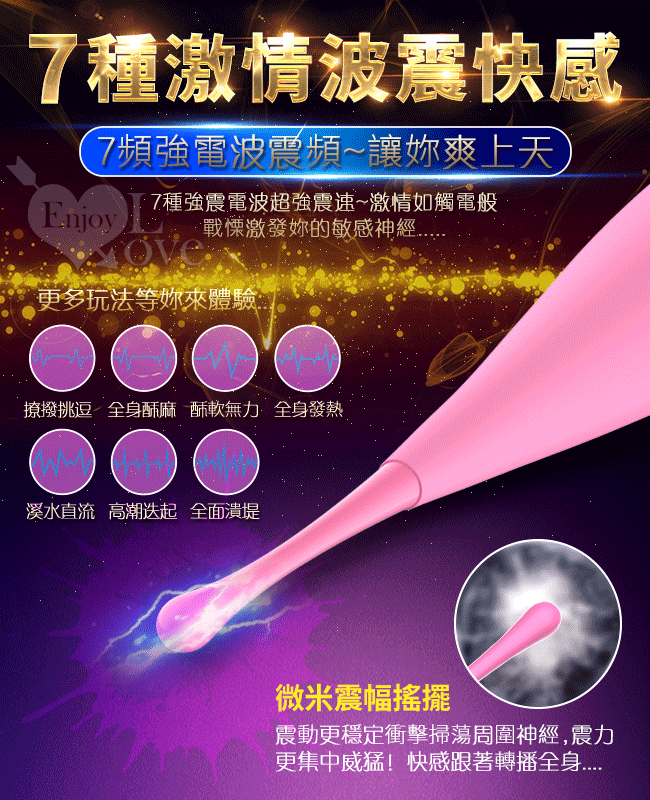 7種激情波震快感
7頻強電波震頻~讓妳爽上天
Enjoy Love
7種強震電波超強震速~激情如觸電般
戰慄激發妳的敏感神經.....
更多玩法等妳來體驗...
撩撥挑逗 全身酥麻 酥軟無力 全身發熱
溪水直流 高潮迭起 全面潰堤
微米震幅搖擺
震動更穩定衝擊掃蕩周圍神經,震力
更集中威猛！快感跟著轉播全身....